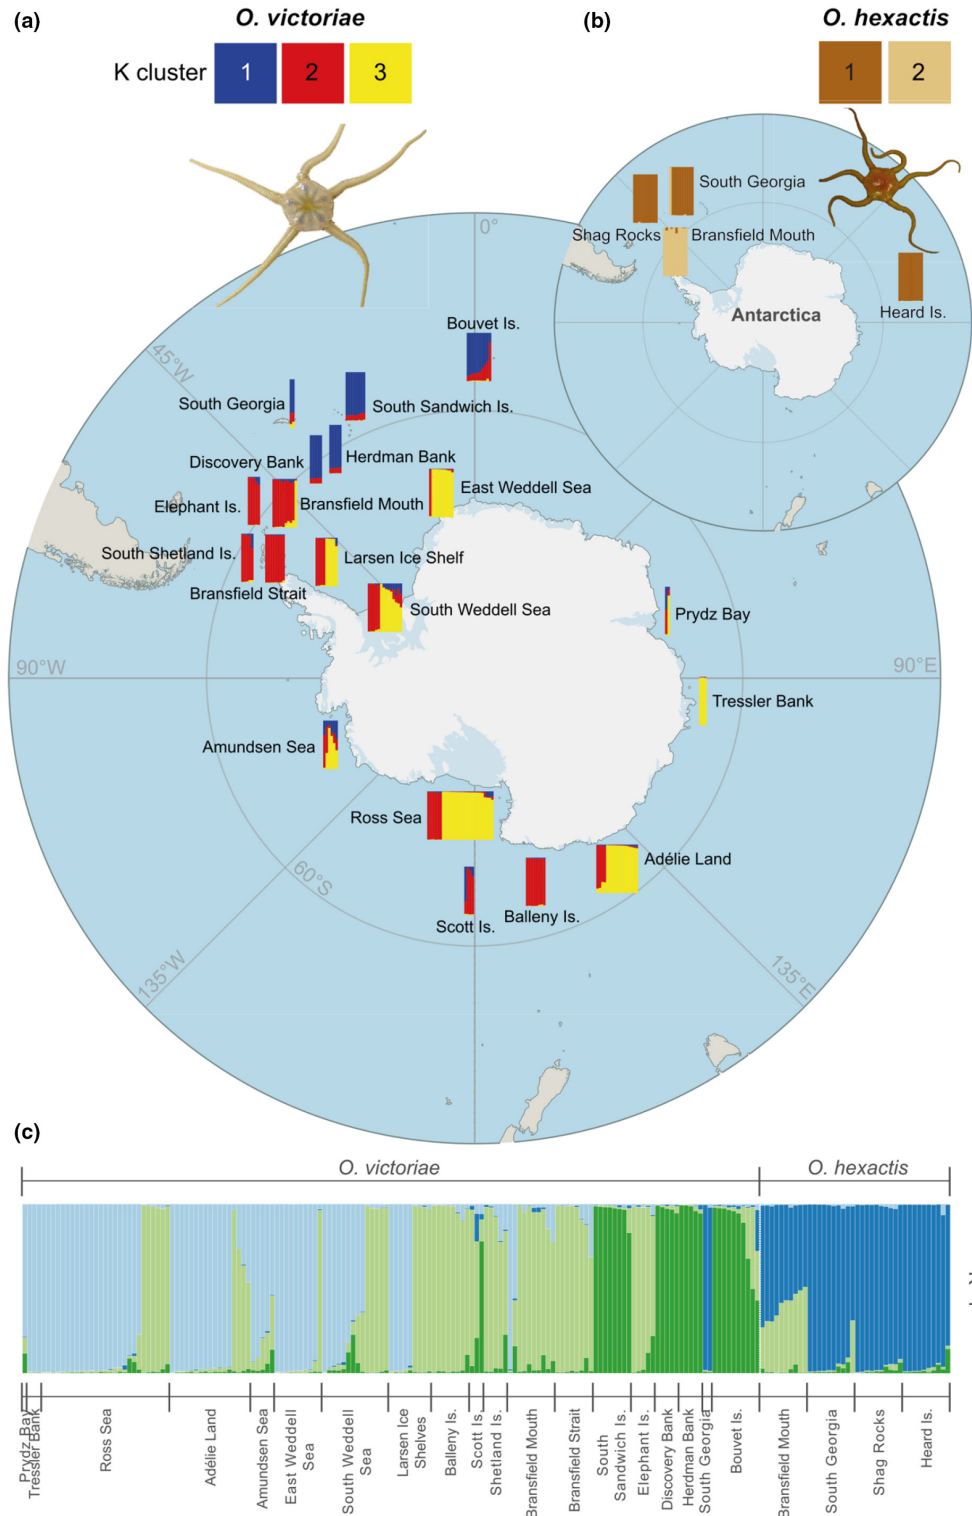 (a)
O. victoriae
K cluster 1 2 3
(b)
O. hexactis
1 2
South Georgia
Shag Rocks
Bransfield Mouth
Heard Is.
Antarctica
0°
45°W
90°W
135°W
60°S
135°E
90°E
Bouvet Is.
South Georgia
South Sandwich Is.
Discovery Bank
Herdman Bank
Elephant Is.
Bransfield Mouth
East Weddell Sea
South Shetland Is.
Larsen Ice Shelf
Bransfield Strait
South Weddell Sea
Prydz Bay
Tressler Bank
Amundsen Sea
Ross Sea
Adélie Land
Scott Is.
Balleny Is.
(c)
O. victoriae
O. hexactis
Prydz Bay
Tressler Bank
Ross Sea
Adélie Land
Amundsen Sea
East Weddell
Sea
South Weddell
Sea
Larsen Ice
Shelves
Balleny Is.
Scott Is.
Shetland Is.
Bransfield Mouth
Bransfield Strait
South
Sandwich Is.
Elephant Is.
Discovery Bank
Herdman Bank
South Georgia
Bouvet Is.
Bransfield Mouth
South Georgia
Shag Rocks
Heard Is.